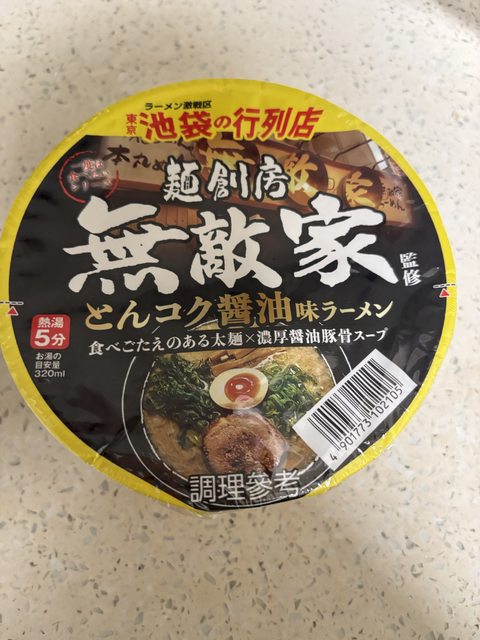 ラーメン激戦区
東京 池袋の行列店
麺創房
無敵家
監修
とんコク醤油味ラーメン
食べごたえのある太麺×濃厚醤油豚骨スープ
熱湯
5分
お湯の
目安量
320ml
4901773102105
調理参考